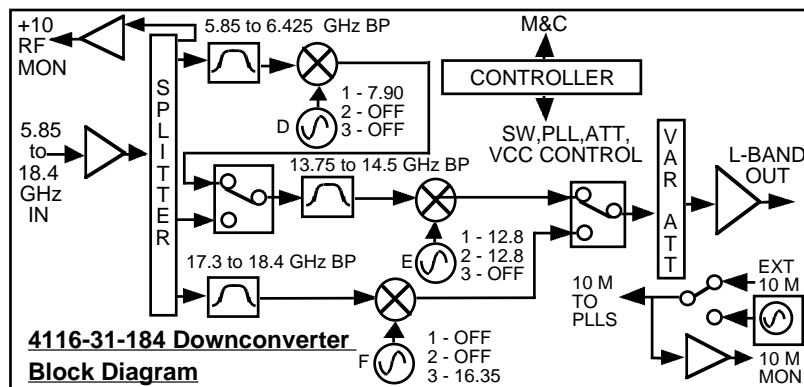 +10
RF
MON
5.85 to 6.425 GHz BP
M&C
CONTROLLER
SW,PLL,ATT,
VCC CONTROL
5.85
to
18.4
GHz
IN
SPLITTER
D
1 - 7.90
2 - OFF
3 - OFF
13.75 to 14.5 GHz BP
E
1 - 12.8
2 - 12.8
3 - OFF
VAR ATT
L-BAND
OUT
17.3 to 18.4 GHz BP
F
1 - OFF
2 - OFF
3 - 16.35
10 M
TO
PLLS
EXT
10 M
10 M
MON
4116-31-184 Downconverter
Block Diagram